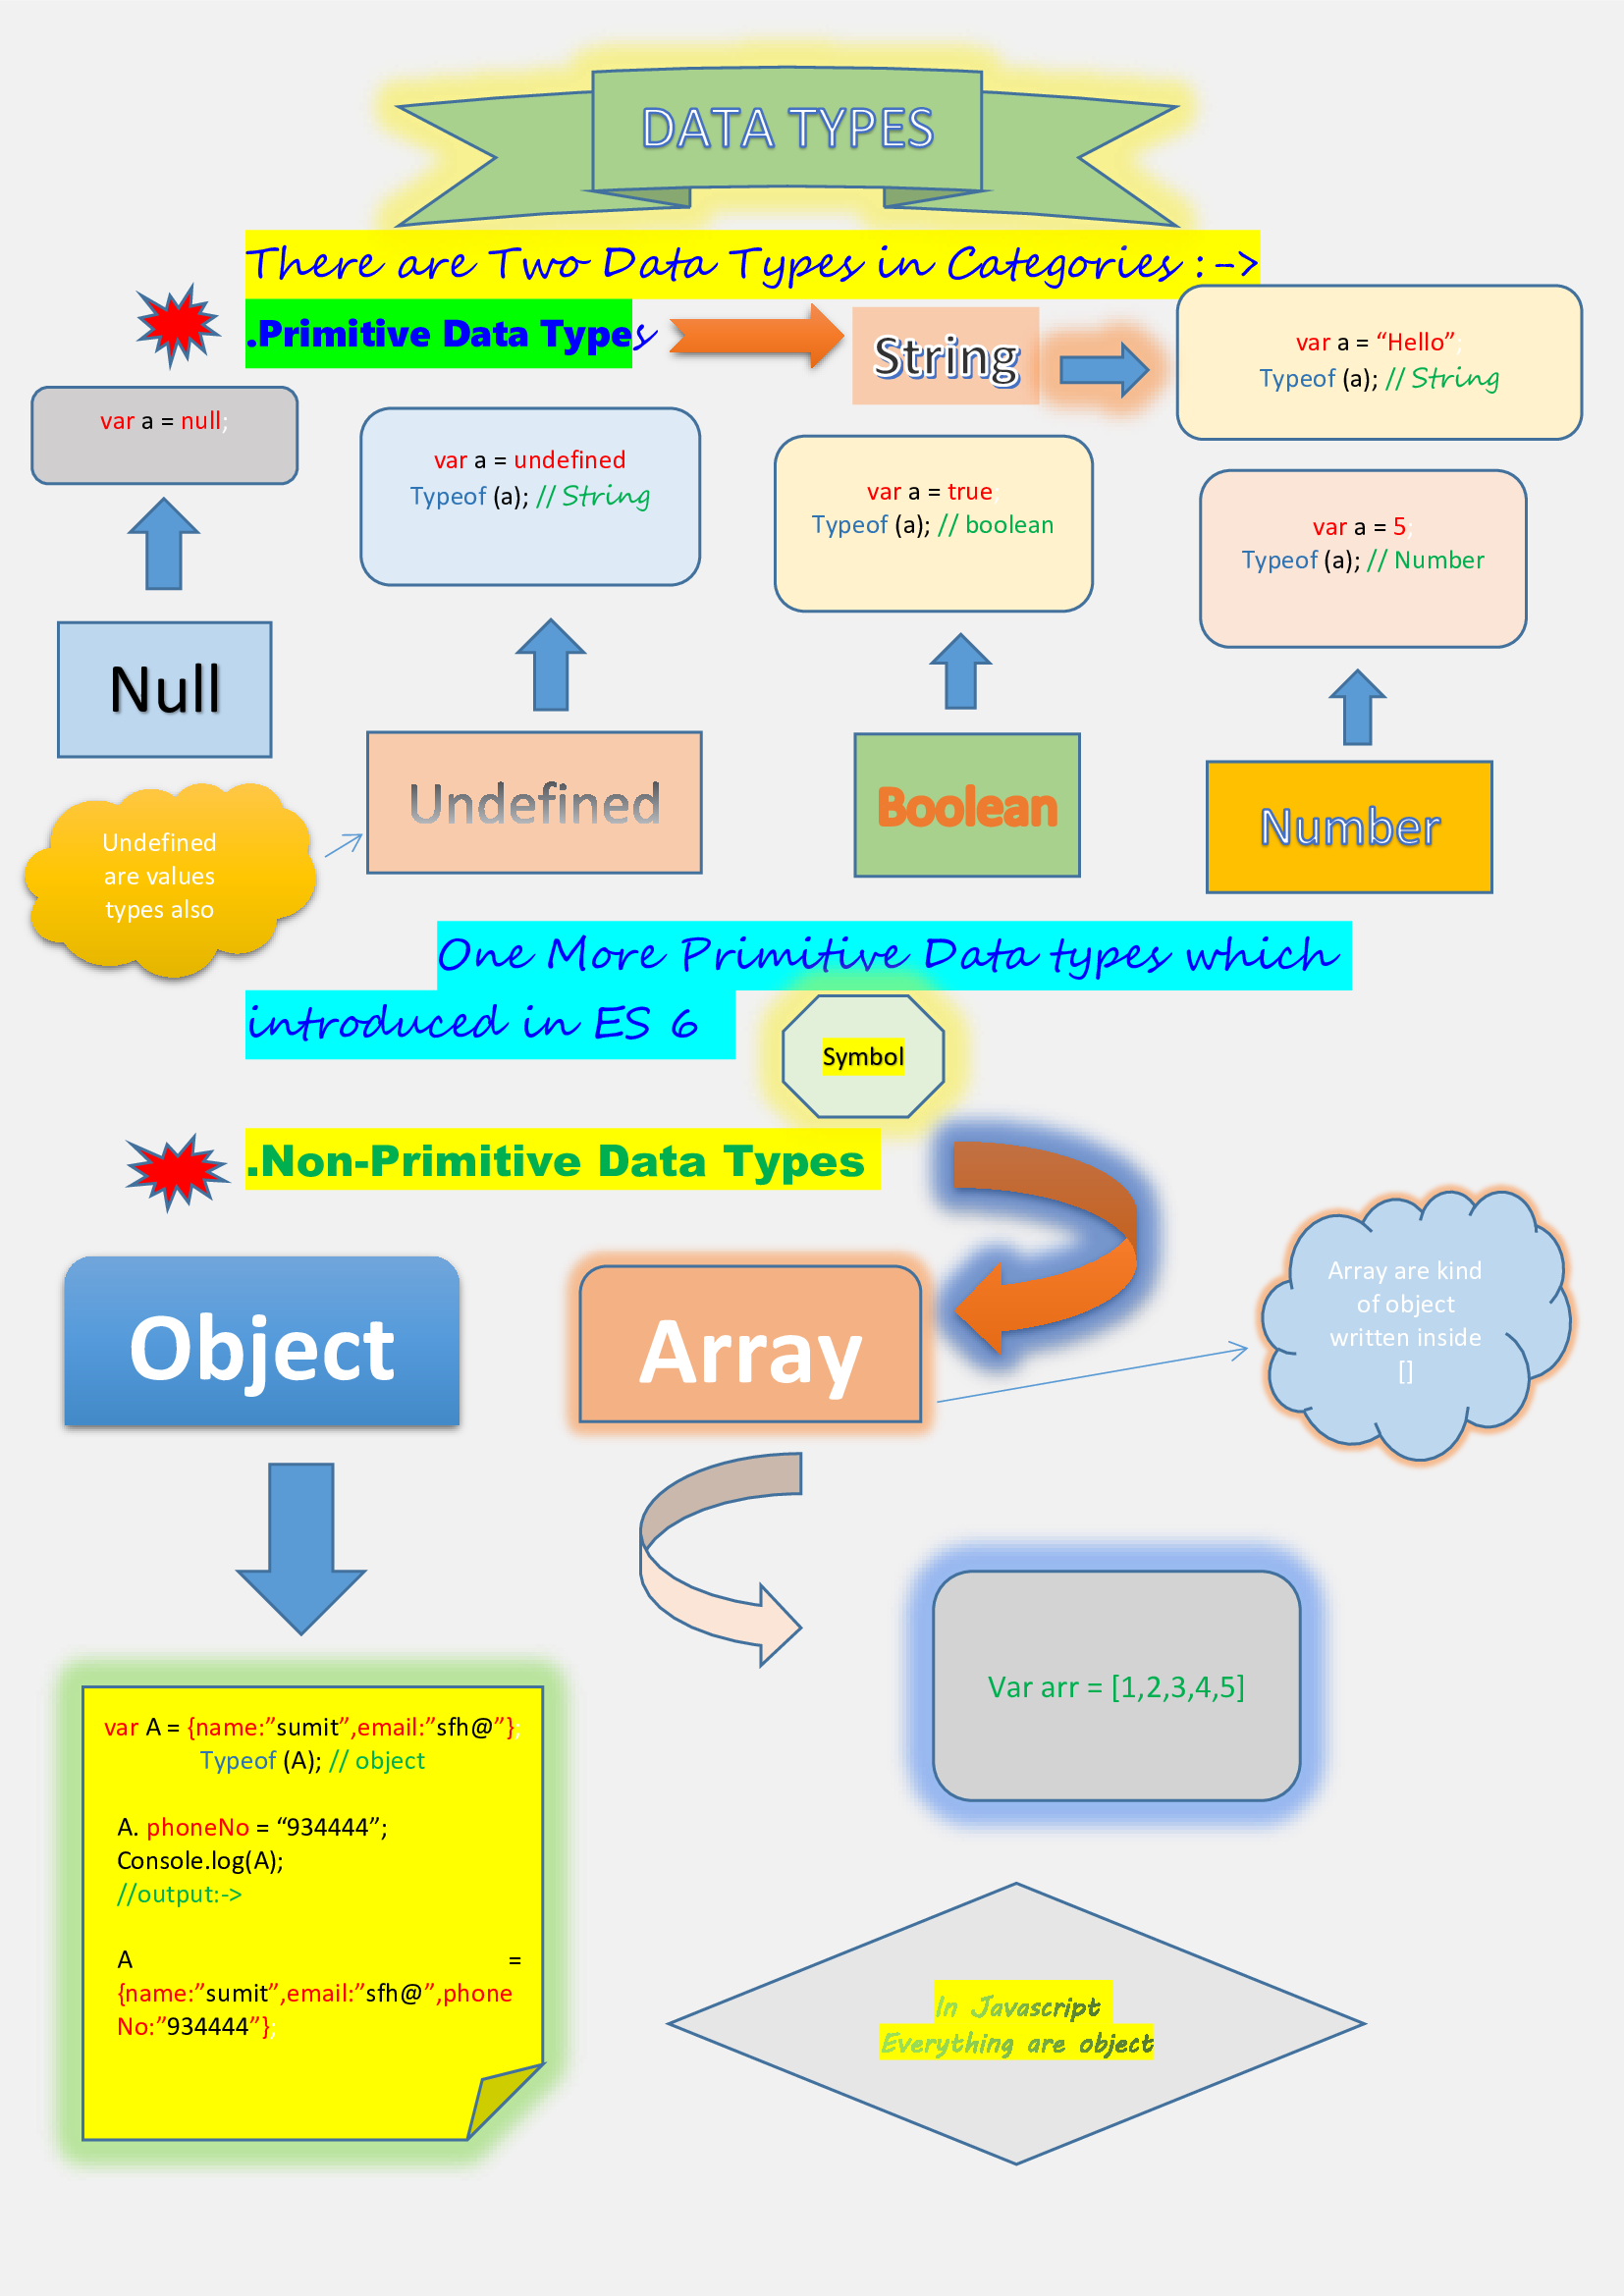 DATA TYPES
There are Two Data Types in Categories :->
.Primitive Data Types
String
var a = “Hello”;
Typeof (a); // String
var a = null;
var a = undefined
Typeof (a); // String
var a = true;
Typeof (a); // boolean
var a = 5;
Typeof (a); // Number
Null
Undefined
Boolean
Number
Undefined
are values
types also
One More Primitive Data types which
introduced in ES 6
Symbol
.Non-Primitive Data Types
Object
Array
Array are kind
of object
written inside
[]
var A = {name:”sumit”,email:”sfh@”};
Typeof (A); // object
A. phoneNo = “934444”;
Console.log(A);
//output:->
A =
{name:”sumit”,email:”sfh@”,phone
No:”934444”};
Var arr = [1,2,3,4,5]
In Javascript
Everything are object